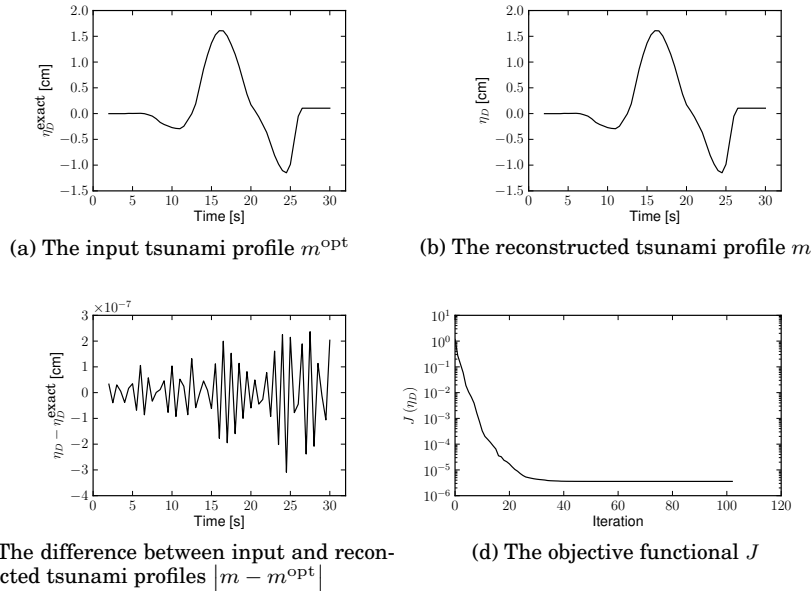 2.0
1.5
1.0
0.5
0.0
−0.5
−1.0
−1.5
0 5 10 15 20 25 30
Time [s]
η_D^exact [cm]
(a) The input tsunami profile m^opt
2.0
1.5
1.0
0.5
0.0
−0.5
−1.0
−1.5
0 5 10 15 20 25 30
Time [s]
η_D [cm]
(b) The reconstructed tsunami profile m
×10^−7
3
2
1
0
−1
−2
−3
−4
0 5 10 15 20 25 30
Time [s]
η_D − η_D^exact [cm]
The difference between input and recon-
cted tsunami profiles |m − m^opt|
10^1
10^0
10^−1
10^−2
10^−3
10^−4
10^−5
10^−6
0 20 40 60 80 100 120
Iteration
J (η_D)
(d) The objective functional J